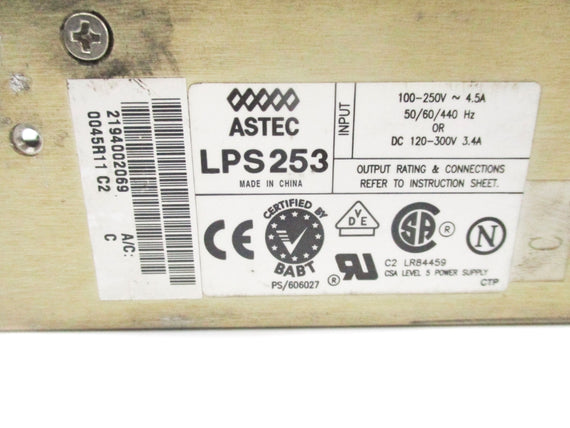 2194002069
0045R11 C2
A/C:
C
ASTEC
LPS253
MADE IN CHINA
INPUT
100-250V ~ 4.5A
50/60/440 Hz
OR
DC 120-300V 3.4A
OUTPUT RATING & CONNECTIONS
REFER TO INSTRUCTION SHEET.
CE
CERTIFIED BY
BABT
PS/606027
VDE
RU ®
SA ®
N
C2 LR84459
CSA LEVEL 5 POWER SUPPLY
CTP
C